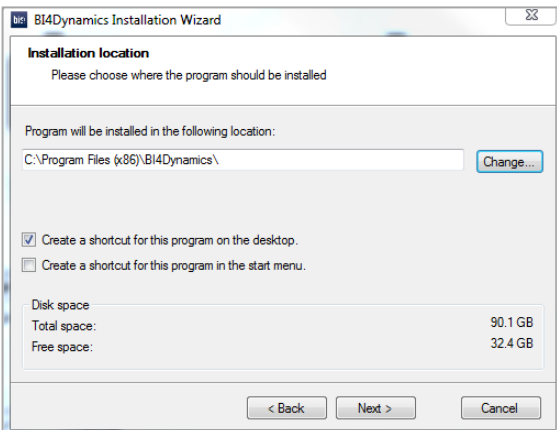 bi4 BI4Dynamics Installation Wizard
Installation location
Please choose where the program should be installed
Program will be installed in the following location:
C:\Program Files (x86)\BI4Dynamics\
Change...
Create a shortcut for this program on the desktop.
Create a shortcut for this program in the start menu.
Disk space
Total space: 90.1 GB
Free space: 32.4 GB
< Back Next > Cancel